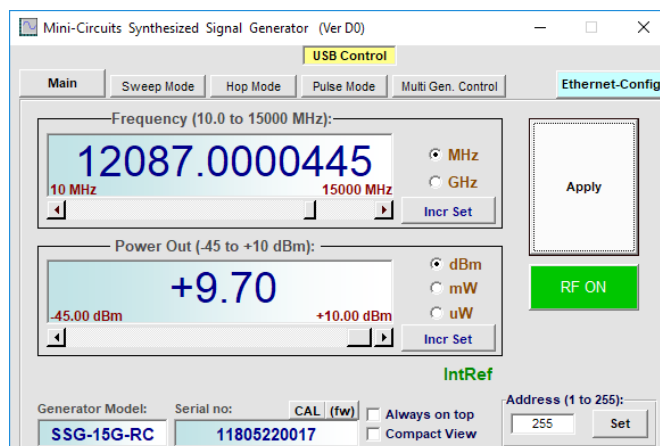 Mini-Circuits Synthesized Signal Generator (Ver D0)
USB Control
Main Sweep Mode Hop Mode Pulse Mode Multi Gen. Control Ethernet-Config
Frequency (10.0 to 15000 MHz):
12087.0000445
10 MHz 15000 MHz
MHz
GHz
Incr Set
Apply
Power Out (-45 to +10 dBm):
+9.70
-45.00 dBm +10.00 dBm
dBm
mW
uW
Incr Set
RF ON
IntRef
Generator Model: Serial no: CAL (fw)
SSG-15G-RC 11805220017
Always on top
Compact View
Address (1 to 255):
255 Set